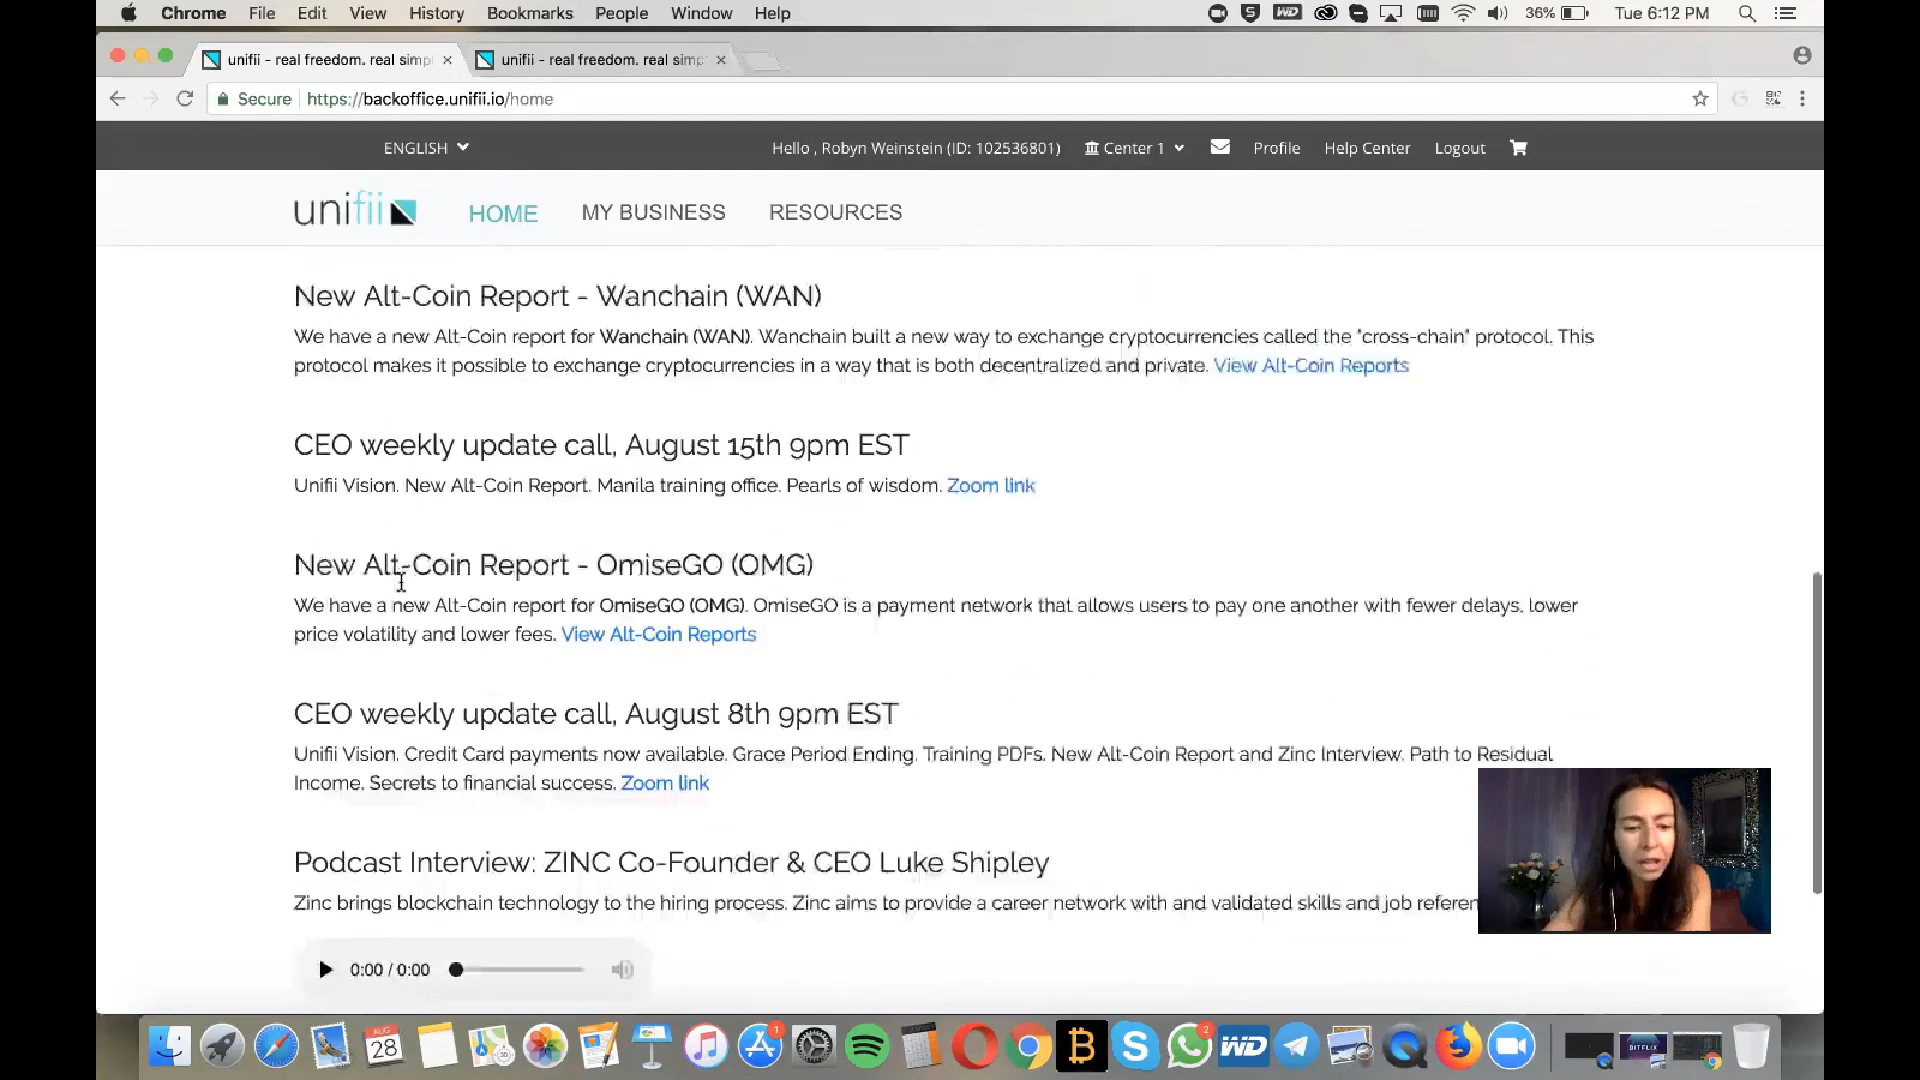 Chrome File Edit View History Bookmarks People Window Help 36% Tue 6:12 PM
unifii - real freedom. real simp unifii - real freedom. real simp
Secure https://backoffice.unifii.io/home
ENGLISH Hello , Robyn Weinstein (ID: 102536801) Center 1 Profile Help Center Logout
unifii HOME MY BUSINESS RESOURCES
New Alt-Coin Report - Wanchain (WAN)
We have a new Alt-Coin report for Wanchain (WAN). Wanchain built a new way to exchange cryptocurrencies called the "cross-chain" protocol. This
protocol makes it possible to exchange cryptocurrencies in a way that is both decentralized and private. View Alt-Coin Reports
CEO weekly update call, August 15th 9pm EST
Unifii Vision. New Alt-Coin Report. Manila training office. Pearls of wisdom. Zoom link
New Alt-Coin Report - OmiseGO (OMG)
We have a new Alt-Coin report for OmiseGO (OMG). OmiseGO is a payment network that allows users to pay one another with fewer delays, lower
price volatility and lower fees. View Alt-Coin Reports
CEO weekly update call, August 8th 9pm EST
Unifii Vision. Credit Card payments now available. Grace Period Ending. Training PDFs. New Alt-Coin Report and Zinc Interview. Path to Residual
Income. Secrets to financial success. Zoom link
Podcast Interview: ZINC Co-Founder & CEO Luke Shipley
Zinc brings blockchain technology to the hiring process. Zinc aims to provide a career network with and validated skills and job referen
0:00 / 0:00
AUG
28
1
2
WD
BITFLIX